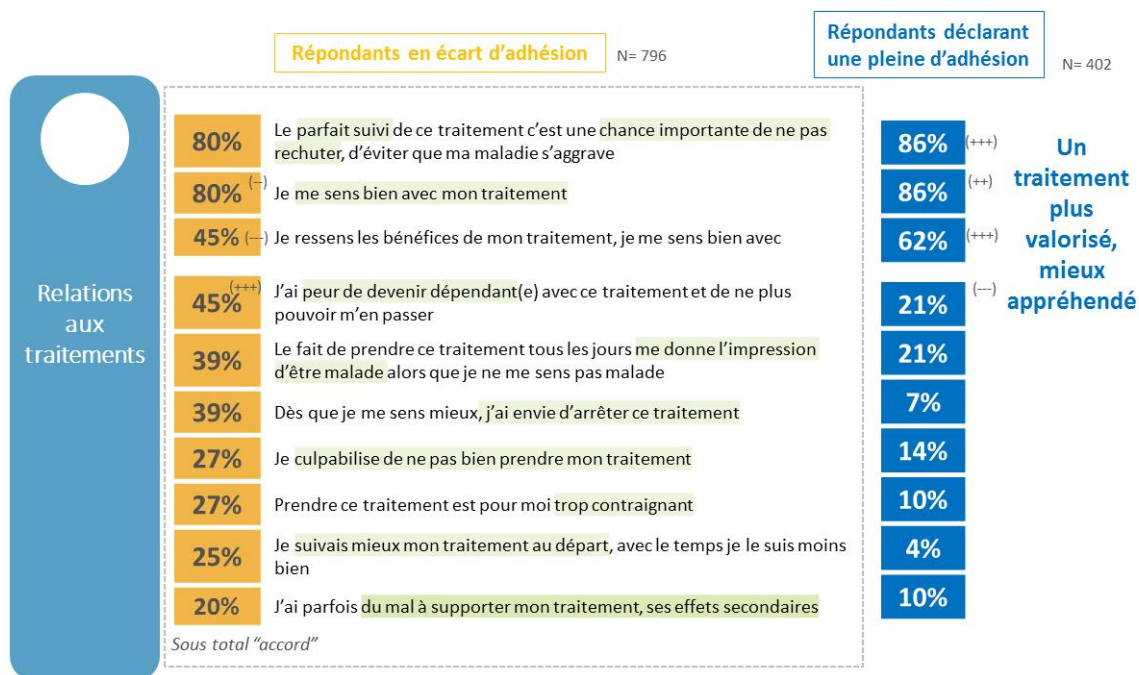 Répondants en écart d'adhésion N= 796
Répondants déclarant
une pleine d'adhésion N= 402
Relations
aux
traitements
80% Le parfait suivi de ce traitement c'est une chance importante de ne pas
rechuter, d'éviter que ma maladie s'aggrave
86% (+++)
80% (--) Je me sens bien avec mon traitement
86% (++)
45% (---) Je ressens les bénéfices de mon traitement, je me sens bien avec
62% (+++)
45% (+++) J'ai peur de devenir dépendant(e) avec ce traitement et de ne plus
pouvoir m'en passer
21% (---)
39% Le fait de prendre ce traitement tous les jours me donne l'impression
d'être malade alors que je ne me sens pas malade
21%
39% Dès que je me sens mieux, j'ai envie d'arrêter ce traitement
7%
27% Je culpabilise de ne pas bien prendre mon traitement
14%
27% Prendre ce traitement est pour moi trop contraignant
10%
25% Je suivais mieux mon traitement au départ, avec le temps je le suis moins
bien
4%
20% J'ai parfois du mal à supporter mon traitement, ses effets secondaires
10%
Sous total "accord"
Un
traitement
plus
valorisé,
mieux
appréhendé